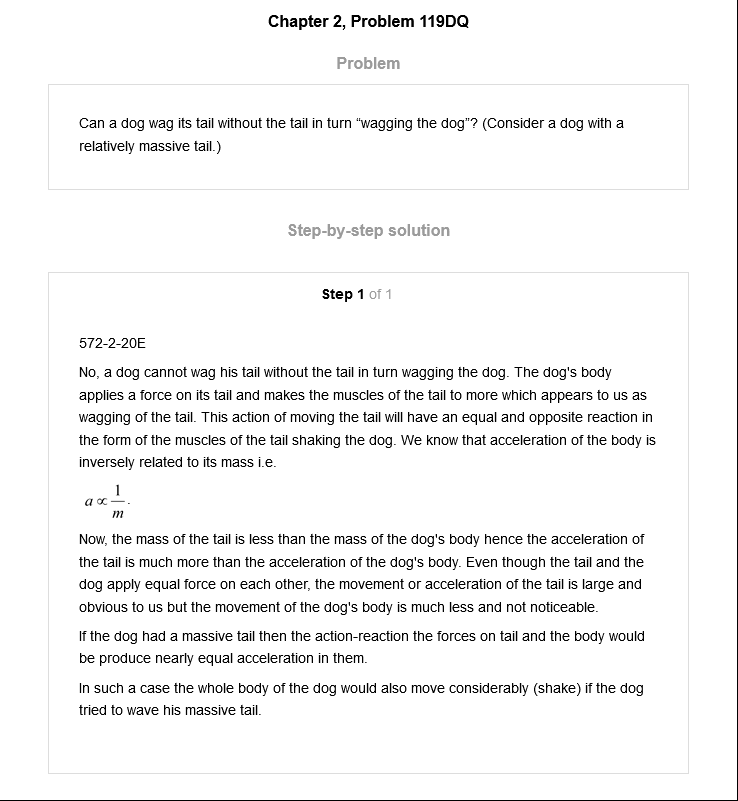 Chapter 2, Problem 119DQ
Problem
Can a dog wag its tail without the tail in turn “wagging the dog”? (Consider a dog with a
relatively massive tail.)
Step-by-step solution
Step 1 of 1
572-2-20E
No, a dog cannot wag his tail without the tail in turn wagging the dog. The dog's body
applies a force on its tail and makes the muscles of the tail to more which appears to us as
wagging of the tail. This action of moving the tail will have an equal and opposite reaction in
the form of the muscles of the tail shaking the dog. We know that acceleration of the body is
inversely related to its mass i.e.
a ∝ 1/m.
Now, the mass of the tail is less than the mass of the dog's body hence the acceleration of
the tail is much more than the acceleration of the dog's body. Even though the tail and the
dog apply equal force on each other, the movement or acceleration of the tail is large and
obvious to us but the movement of the dog's body is much less and not noticeable.
If the dog had a massive tail then the action-reaction the forces on tail and the body would
be produce nearly equal acceleration in them.
In such a case the whole body of the dog would also move considerably (shake) if the dog
tried to wave his massive tail.